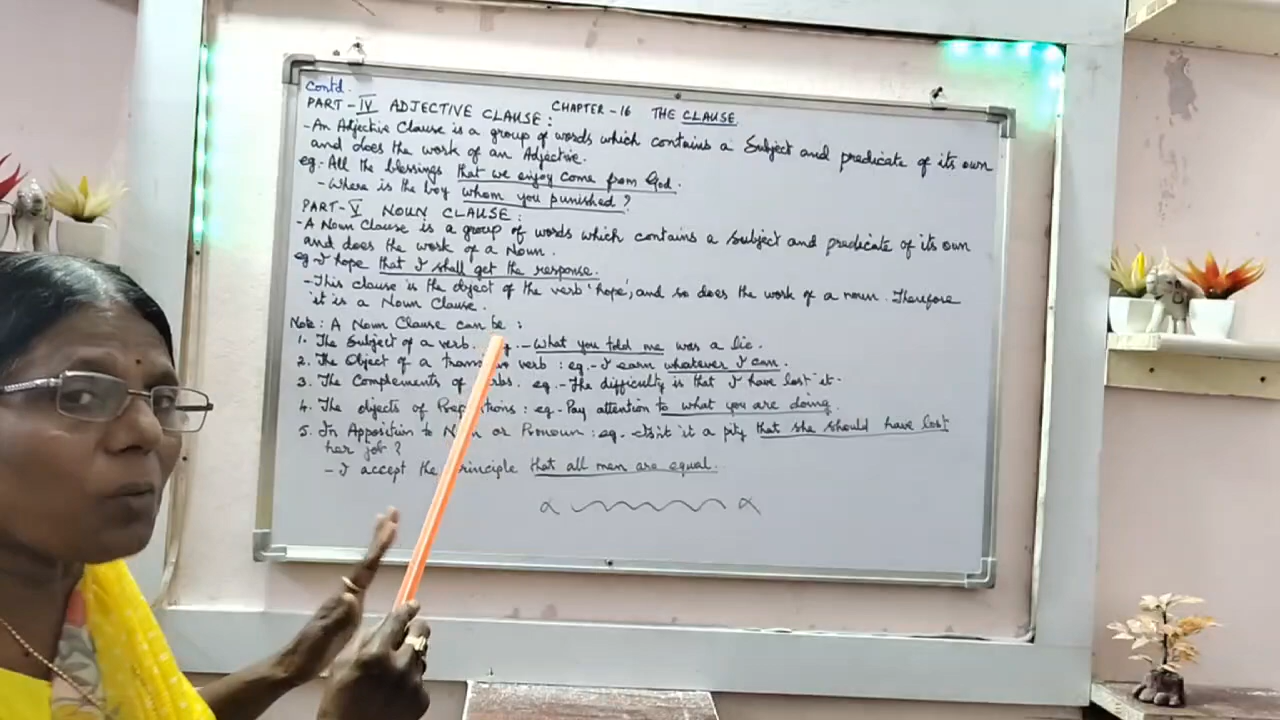 Contd.
CHAPTER-16 THE CLAUSE
PART-IV ADJECTIVE CLAUSE:
-An Adjective Clause is a group of words which contains a Subject and predicate of its own
and does the work of an Adjective.
eg.-All the blessings that we enjoy come from God.
-Where is the boy whom you punished?
PART-V NOUN CLAUSE:
-A Noun Clause is a group of words which contains a subject and predicate of its own
and does the work of a Noun.
eg I hope that I shall get the response.
-This clause is the object of the verb 'hope', and so does the work of a noun. Therefore
it is a Noun Clause.
Note: A Noun Clause can be:
1. The Subject of a verb. -What you told me was a lie.
2. The Object of a verb: eg.-I earn whatever I can.
3. The Complements of eg.-The difficulty is that I have lost it.
4. The objects of : eg. Pay attention to what you are doing.
5. In Apposition to or Pronoun: eg. it a pity that she should have lost
her job?
-I accept the that all men are equal.